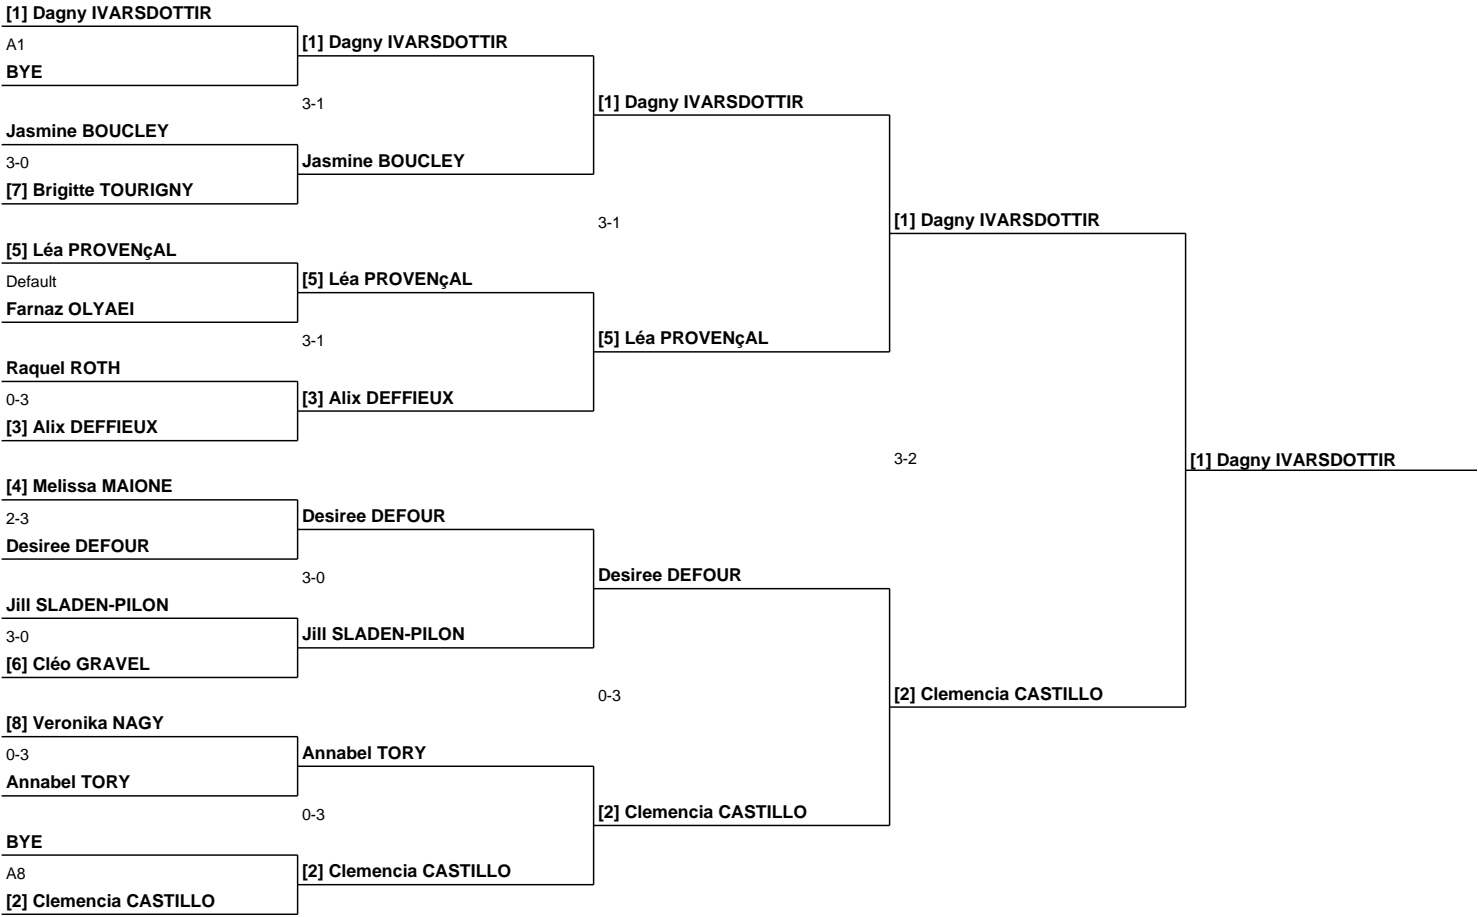 [1] Dagny IVARSDOTTIR
A1
BYE
Jasmine BOUCLEY
3-0
[7] Brigitte TOURIGNY
[5] Léa PROVENçAL
Default
Farnaz OLYAEI
Raquel ROTH
0-3
[3] Alix DEFFIEUX
[4] Melissa MAIONE
2-3
Desiree DEFOUR
Jill SLADEN-PILON
3-0
[6] Cléo GRAVEL
[8] Veronika NAGY
0-3
Annabel TORY
BYE
A8
[2] Clemencia CASTILLO
[1] Dagny IVARSDOTTIR
3-1
Jasmine BOUCLEY
[5] Léa PROVENçAL
3-1
[3] Alix DEFFIEUX
Desiree DEFOUR
3-0
Jill SLADEN-PILON
Annabel TORY
0-3
[2] Clemencia CASTILLO
[1] Dagny IVARSDOTTIR
3-1
[5] Léa PROVENçAL
Desiree DEFOUR
0-3
[2] Clemencia CASTILLO
[1] Dagny IVARSDOTTIR
3-2
[2] Clemencia CASTILLO
[1] Dagny IVARSDOTTIR